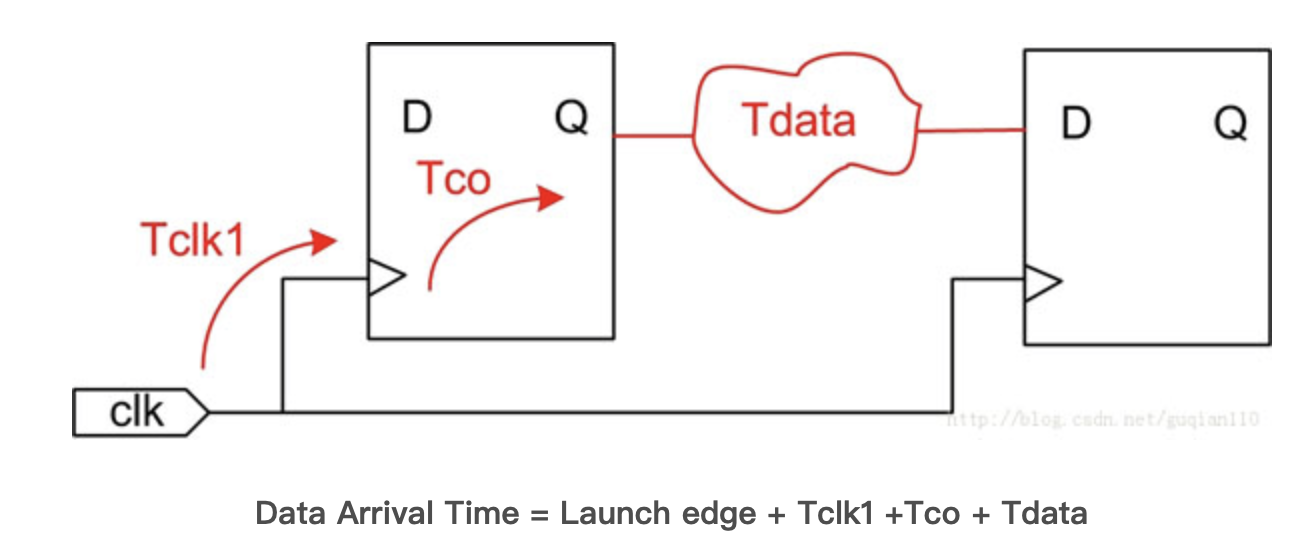 D Q
Tdata
D Q
Tco
Tclk1
clk
http://blog.csdn.net/guqian110
Data Arrival Time = Launch edge + Tclk1 +Tco + Tdata